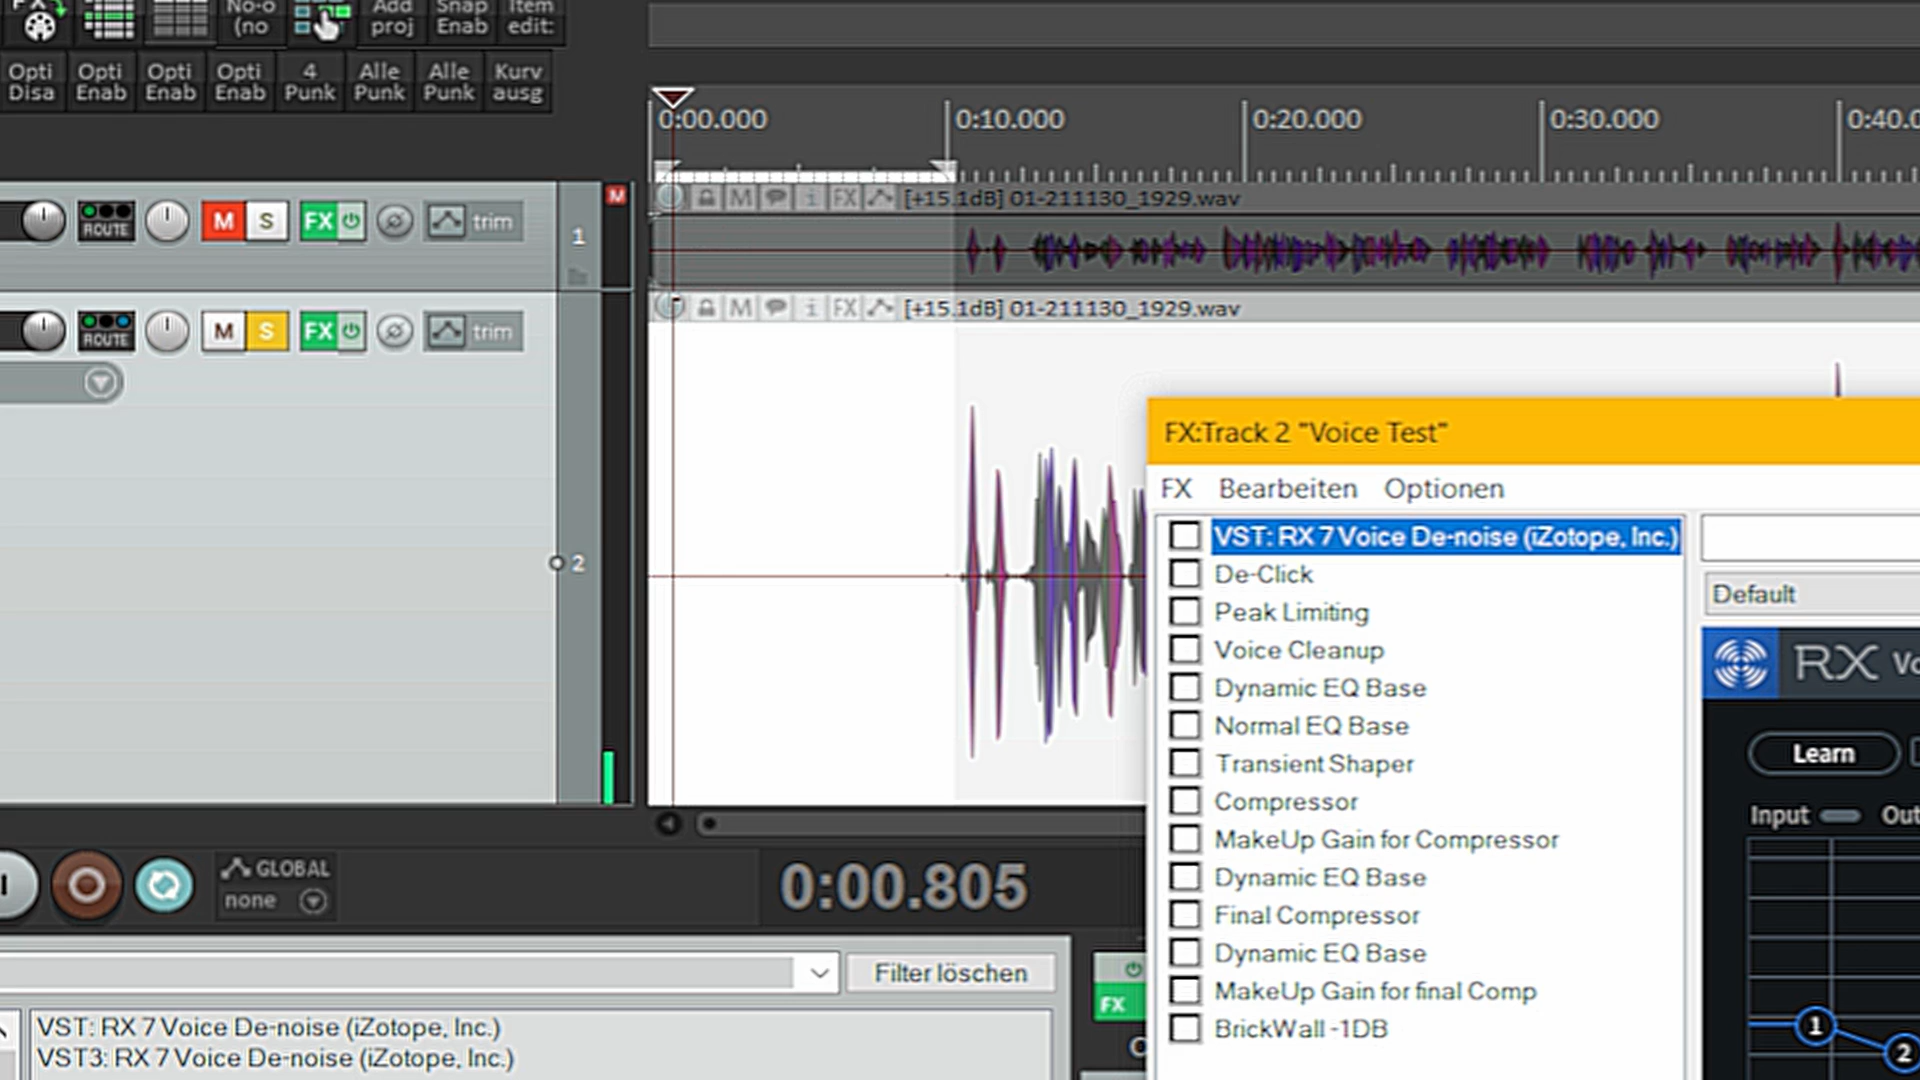 FX
No-o
(no
Add
proj
Snap
Enab
Item
edit:
Opti
Disa
Opti
Enab
Opti
Enab
Opti
Enab
4
Punk
Alle
Punk
Alle
Punk
Kurv
ausg
0:00.000
0:10.000
0:20.000
0:30.000
0:40.0
ROUTE
M
S
FX
trim
1
M
M
i
FX
[+15.1dB] 01-211130_1929.wav
ROUTE
M
S
FX
trim
2
M
i
FX
[+15.1dB] 01-211130_1929.wav
FX:Track 2 "Voice Test"
FX Bearbeiten Optionen
VST: RX 7 Voice De-noise (iZotope, Inc.)
De-Click
Peak Limiting
Voice Cleanup
Dynamic EQ Base
Normal EQ Base
Transient Shaper
Compressor
MakeUp Gain for Compressor
Dynamic EQ Base
Final Compressor
Dynamic EQ Base
MakeUp Gain for final Comp
BrickWall -1DB
Default
RX Vo
Learn
Input Out
1
2
GLOBAL
none
0:00.805
Filter löschen
FX
VST: RX 7 Voice De-noise (iZotope, Inc.)
VST3: RX 7 Voice De-noise (iZotope, Inc.)